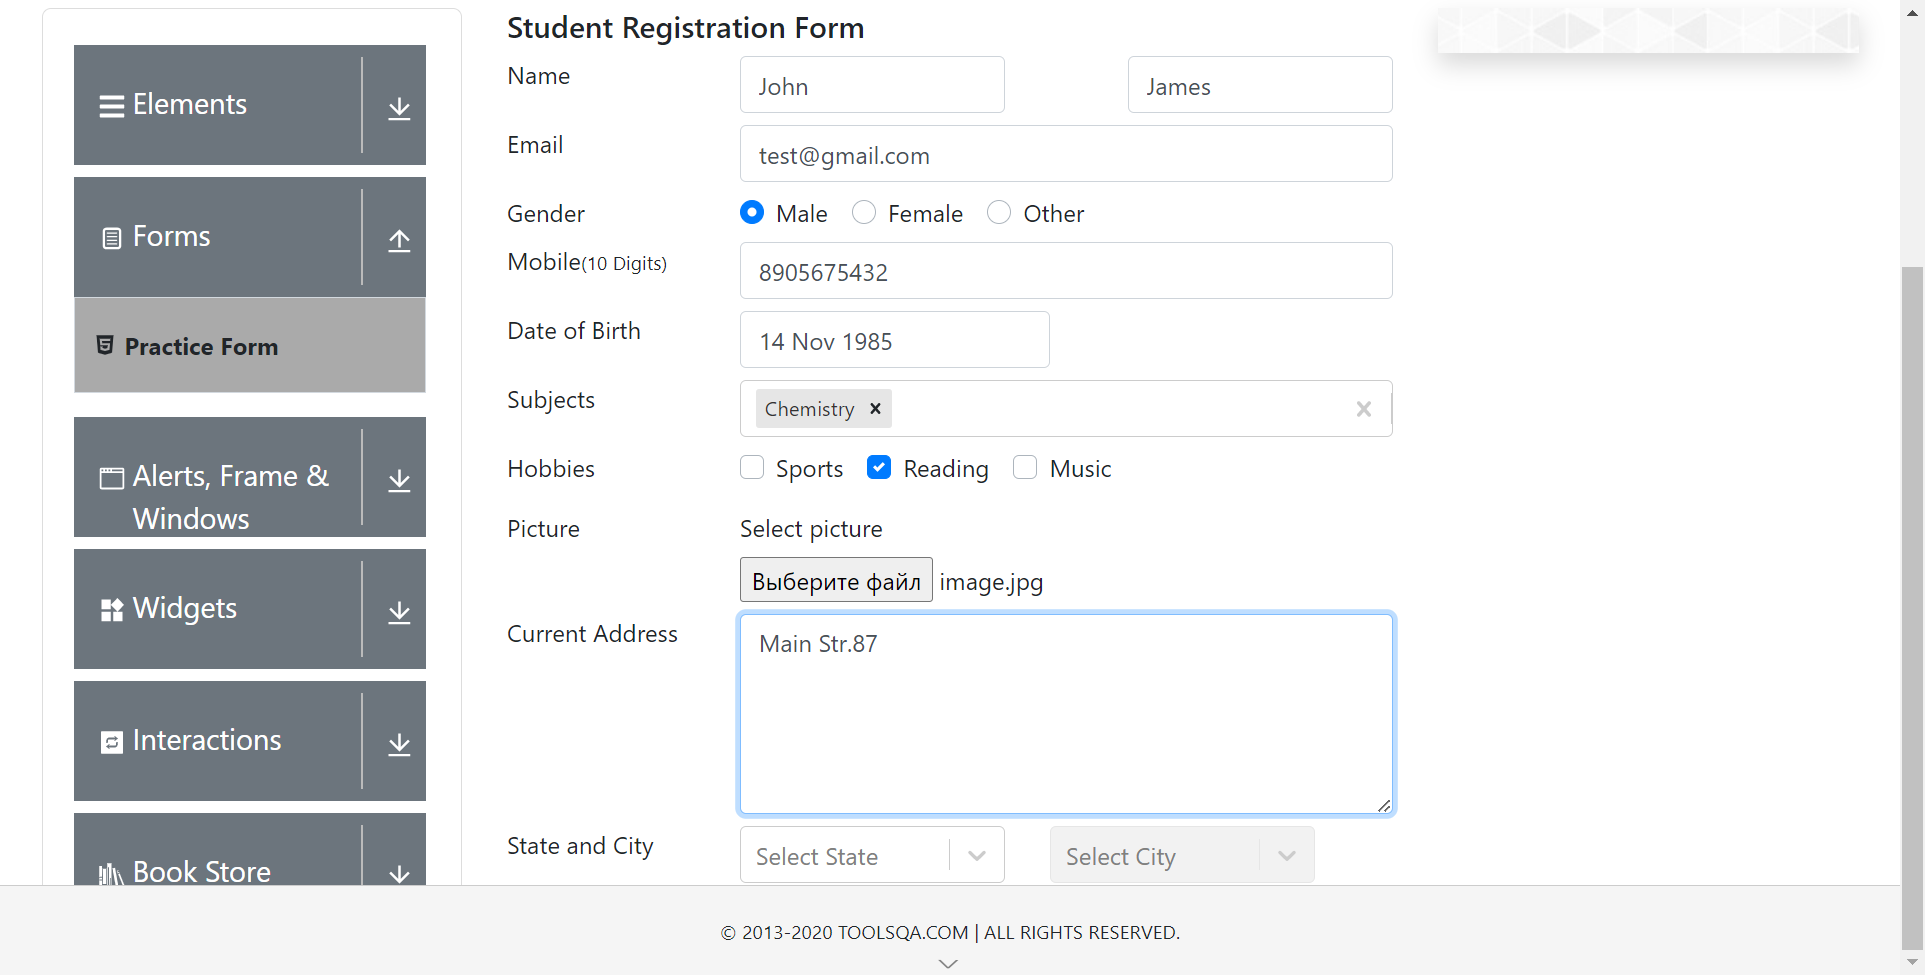 Elements
Forms
Practice Form
Alerts, Frame &
Windows
Widgets
Interactions
Book Store
Student Registration Form
Name John James
Email test@gmail.com
Gender Male Female Other
Mobile(10 Digits) 8905675432
Date of Birth 14 Nov 1985
Subjects Chemistry
Hobbies Sports Reading Music
Picture Select picture
Выберите файл image.jpg
Current Address Main Str.87
State and City Select State Select City
© 2013-2020 TOOLSQA.COM | ALL RIGHTS RESERVED.